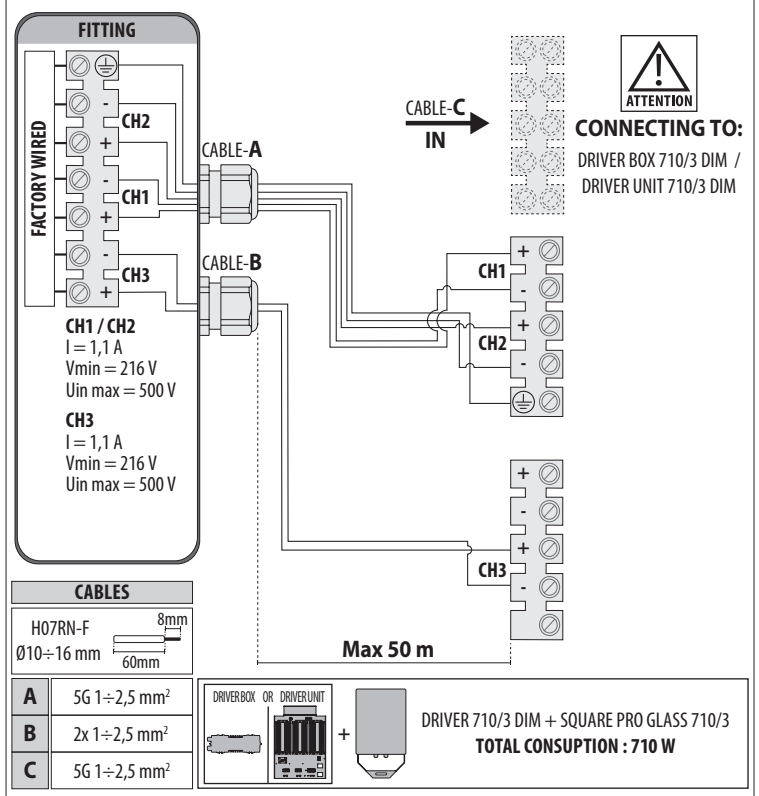 FITTING
FACTORY WIRED
-
CH2
+
-
CH1
+
-
CH3
+
CABLE-A
CABLE-B
CH1 / CH2
I = 1,1 A
Vmin = 216 V
Uin max = 500 V
CH3
I = 1,1 A
Vmin = 216 V
Uin max = 500 V
CABLE-C
IN
ATTENTION
CONNECTING TO:
DRIVER BOX 710/3 DIM /
DRIVER UNIT 710/3 DIM
+
CH1
-
+
CH2
-
+
-
+
CH3
-
Max 50 m
CABLES
H07RN-F
Ø10÷16 mm
8mm
60mm
A 5G 1÷2,5 mm²
B 2x 1÷2,5 mm²
C 5G 1÷2,5 mm²
DRIVER BOX OR DRIVER UNIT
+
DRIVER 710/3 DIM + SQUARE PRO GLASS 710/3
TOTAL CONSUPTION : 710 W